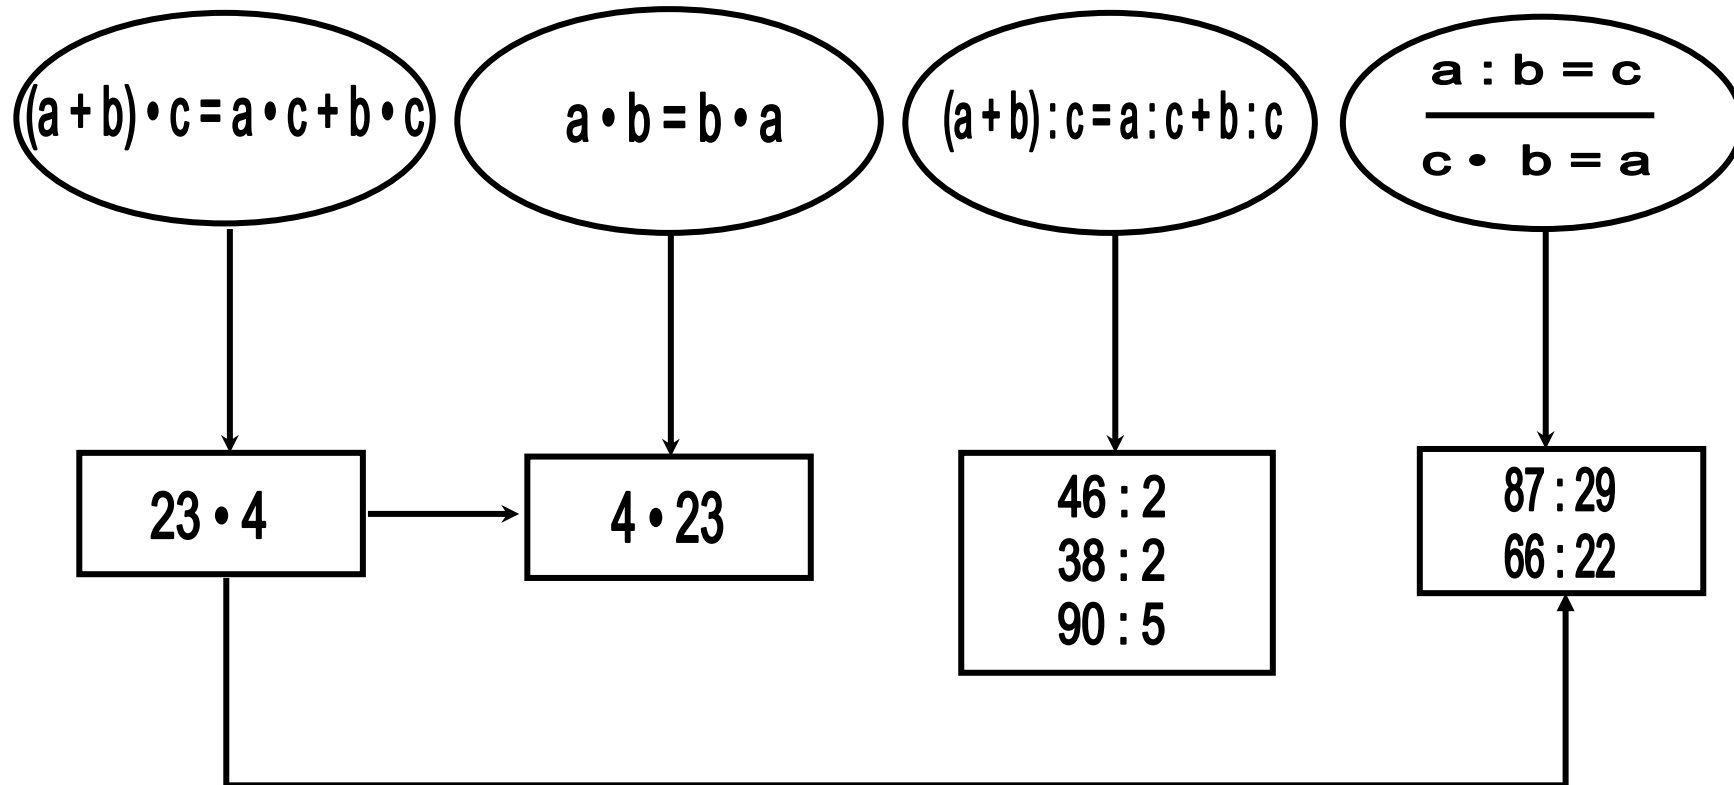 (a + b) • c = a • c + b • c
a • b = b • a
(a + b) : c = a : c + b : c
a : b = c
c • b = a
23 • 4
4 • 23
46 : 2
38 : 2
90 : 5
87 : 29
66 : 22